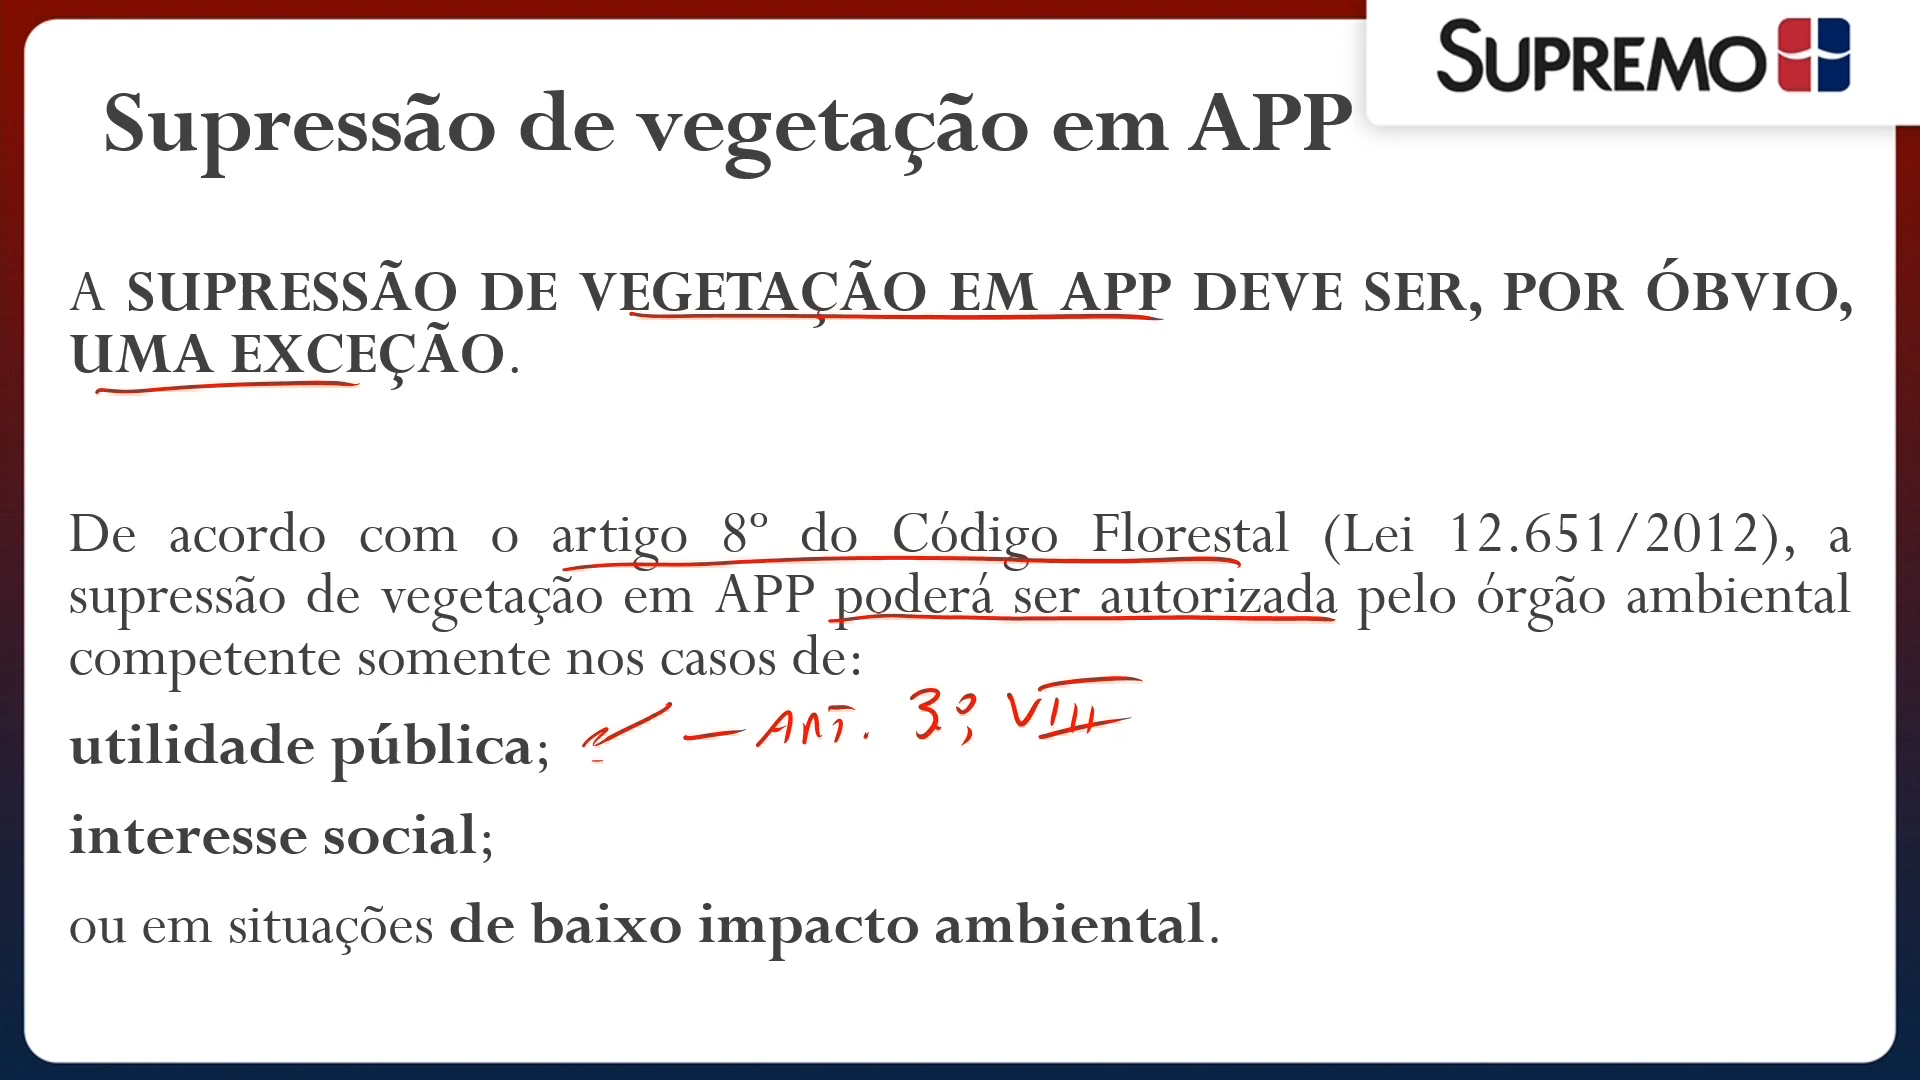 SUPREMO
Supressão de vegetação em APP
A SUPRESSÃO DE VEGETAÇÃO EM APP DEVE SER, POR ÓBVIO,
UMA EXCEÇÃO.
De acordo com o artigo 8º do Código Florestal (Lei 12.651/2012), a
supressão de vegetação em APP poderá ser autorizada pelo órgão ambiental
competente somente nos casos de:
utilidade pública; — ART. 3º, VIII
interesse social;
ou em situações de baixo impacto ambiental.